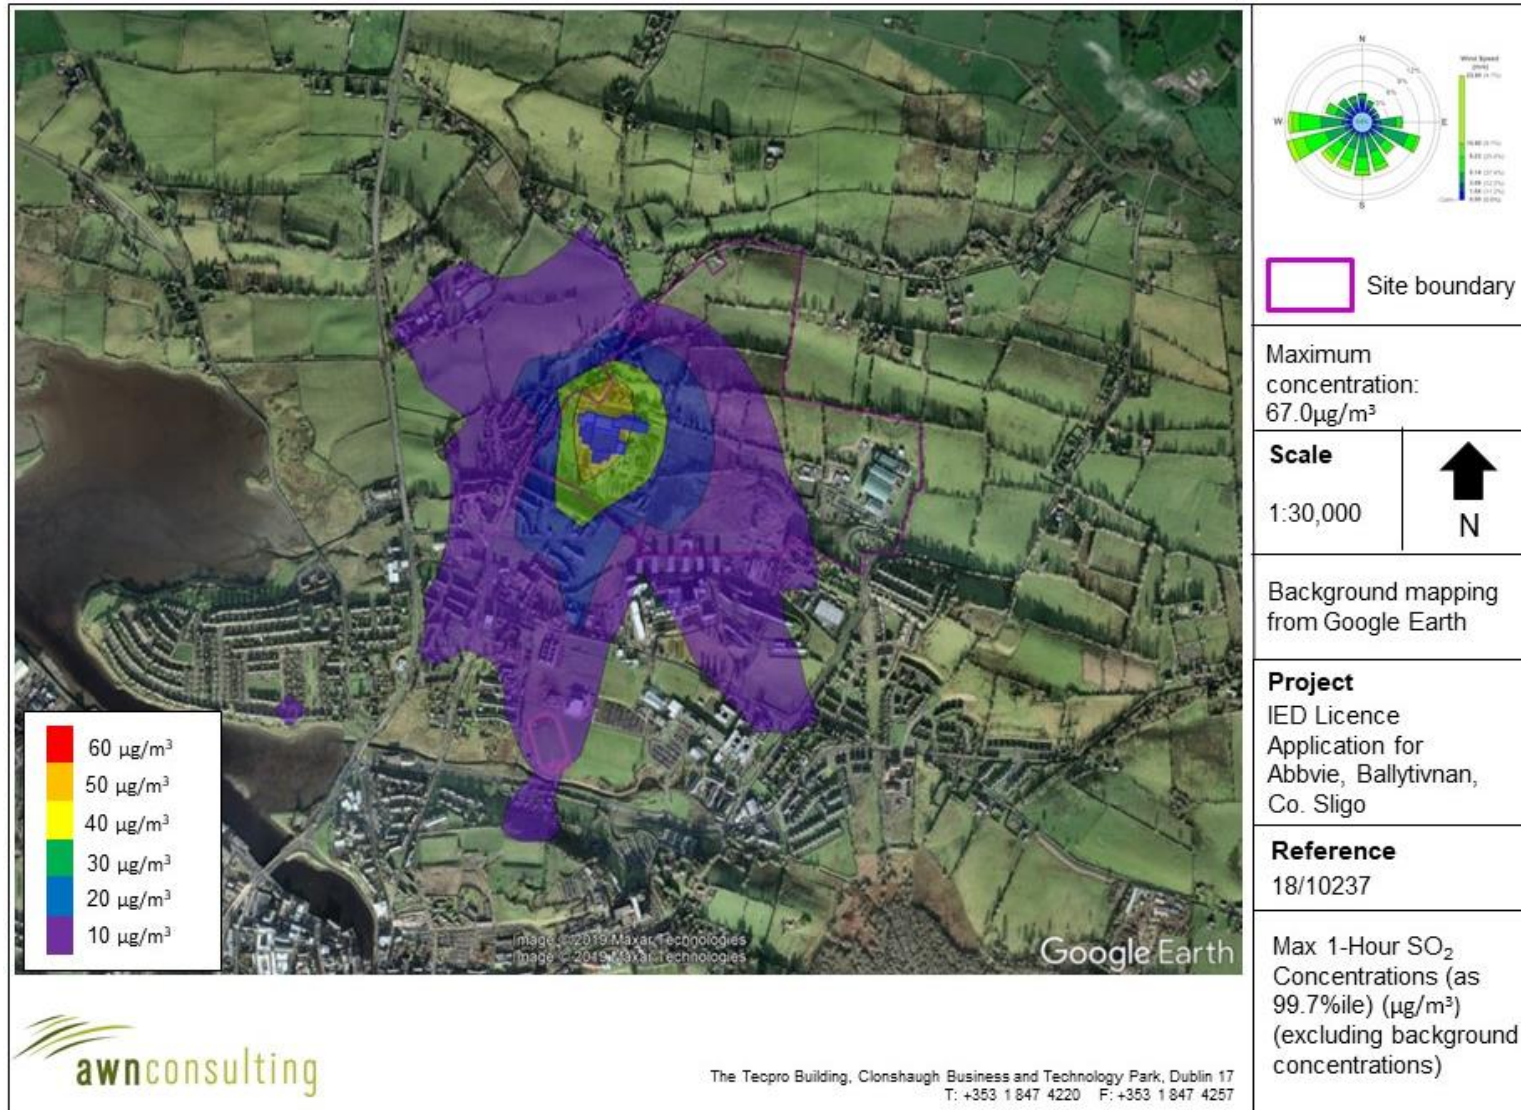 N
W
E
S
12%
Wind Speed
Site boundary
Maximum
concentration:
67.0µg/m³
Scale
1:30,000
N
Background mapping
from Google Earth
Project
IED Licence
Application for
Abbvie, Ballytivnan,
Co. Sligo
Reference
18/10237
Max 1-Hour SO₂
Concentrations (as
99.7%ile) (µg/m³)
(excluding background
concentrations)
60 µg/m³
50 µg/m³
40 µg/m³
30 µg/m³
20 µg/m³
10 µg/m³
Image © 2019 Maxar Technologies
Image © 2019 Maxar Technologies
Google Earth
awnconsulting
The Tecpro Building, Clonshaugh Business and Technology Park, Dublin 17
T: +353 1 847 4220 F: +353 1 847 4257